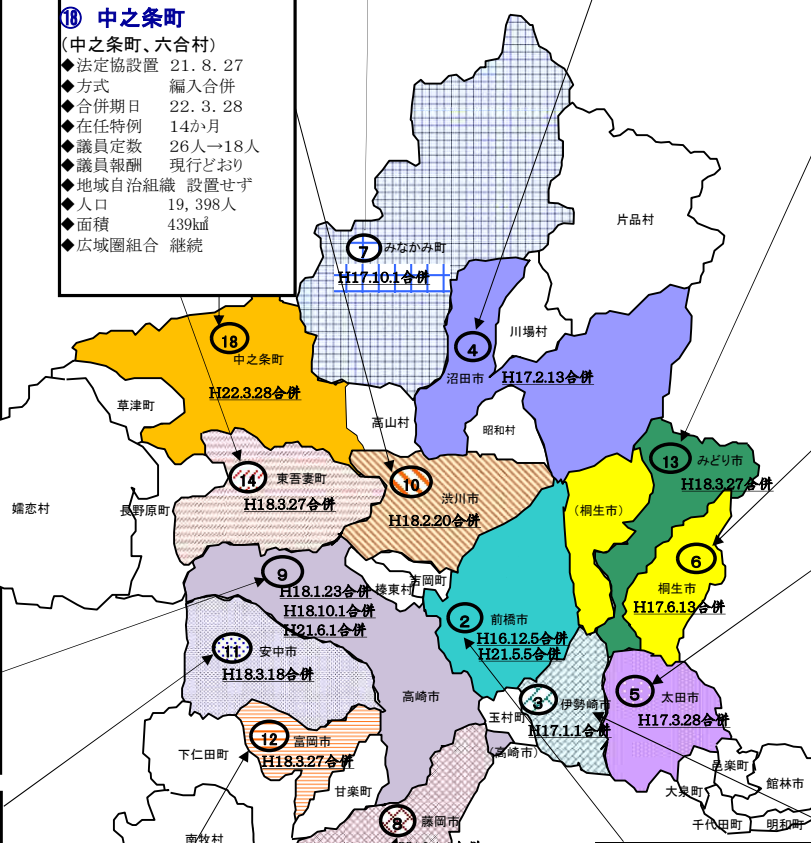 ⑱ 中之条町
(中之条町、六合村)
◆法定協設置 21.8.27
◆方式 編入合併
◆合併期日 22.3.28
◆在任特例 14か月
◆議員定数 26人→18人
◆議員報酬 現行どおり
◆地域自治組織 設置せず
◆人口 19,398人
◆面積 439k㎡
◆広域圏組合 継続
片品村
7 みなかみ町
H17.10.1合併
川場村
18
中之条町
4
沼田市
H17.2.13合併
H22.3.28合併
草津町
高山村
昭和村
13 みどり市
H18.3.27合併
14 東吾妻町
H18.3.27合併
10 渋川市
H18.2.20合併
嬬恋村
長野原町
(桐生市)
6
桐生市
H17.6.13合併
9
H18.1.23合併
H18.10.1合併
H21.6.1合併
榛東村
吉岡町
2 前橋市
H16.12.5合併
H21.5.5合併
11 安中市
H18.3.18合併
高崎市
5 太田市
H17.3.28合併
3 伊勢崎市
H17.1.1合併
玉村町
(高崎市)
12 富岡市
H18.3.27合併
下仁田町
甘楽町
邑楽町
館林市
大泉町
千代田町
明和町
8 藤岡市
南牧村